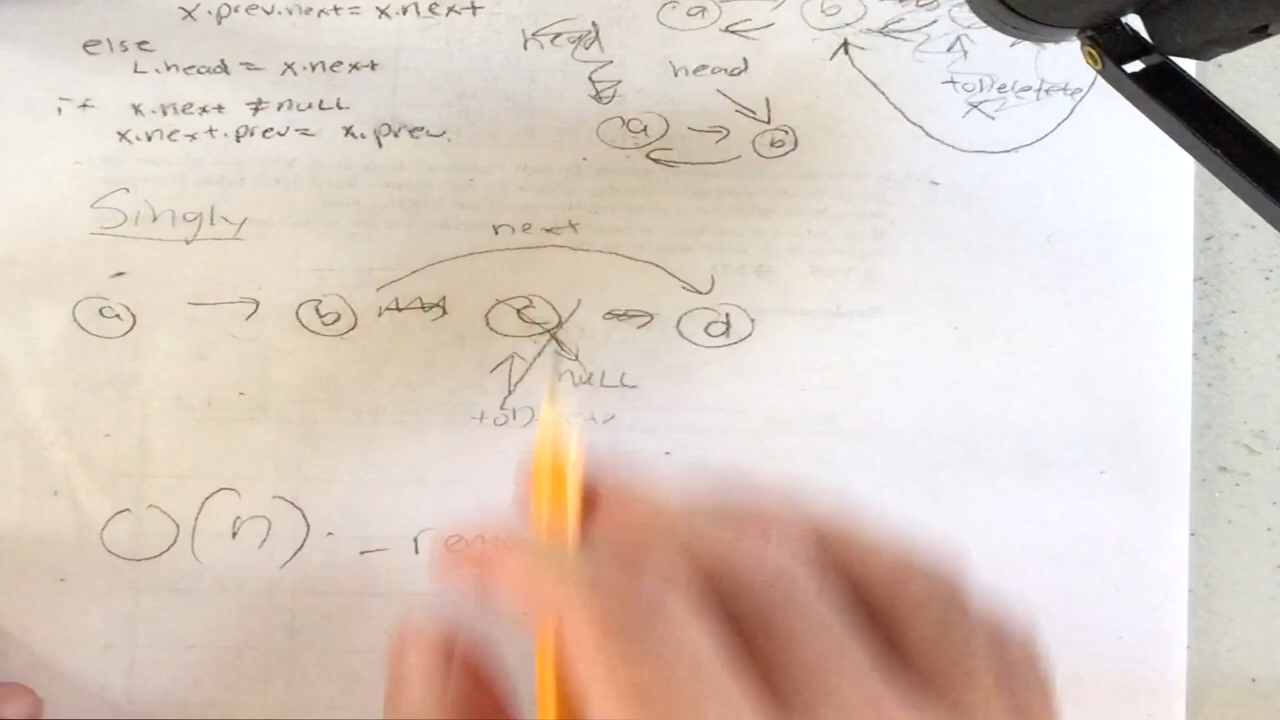 x.prev.next = x.next
else
L.head = x.next
if x.next ≠ null
x.next.prev = x.prev.
a b
head
head
toDelete
a b
Singly
next
a b c d
null
O(n). -